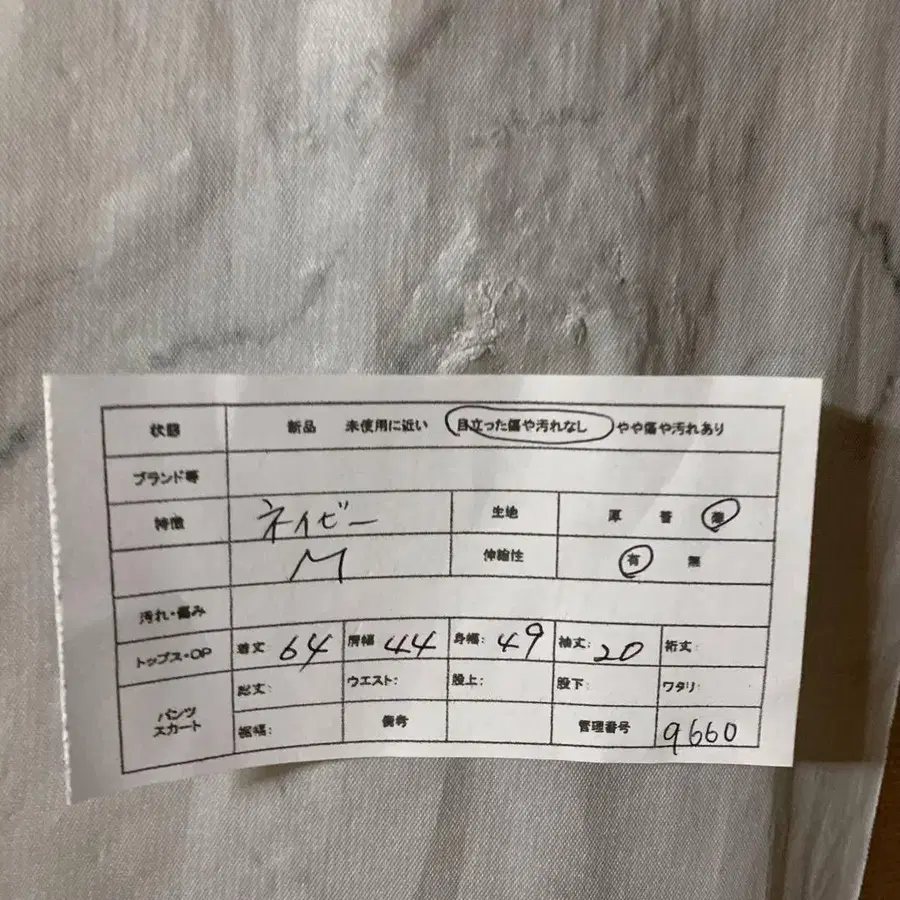 状態 新品 未使用に近い 目立った傷や汚れなし やや傷や汚れあり
ブランド等
特徴 ネイビー 生地 厚 普 薄
M 伸縮性 有 無
汚れ・傷み
トップス・OP 着丈 64 肩幅 44 身幅: 49 袖丈: 20 裄丈:
パンツ スカート 総丈: ウエスト: 股上: 股下: ワタリ:
裾幅: 備考 管理番号 9660